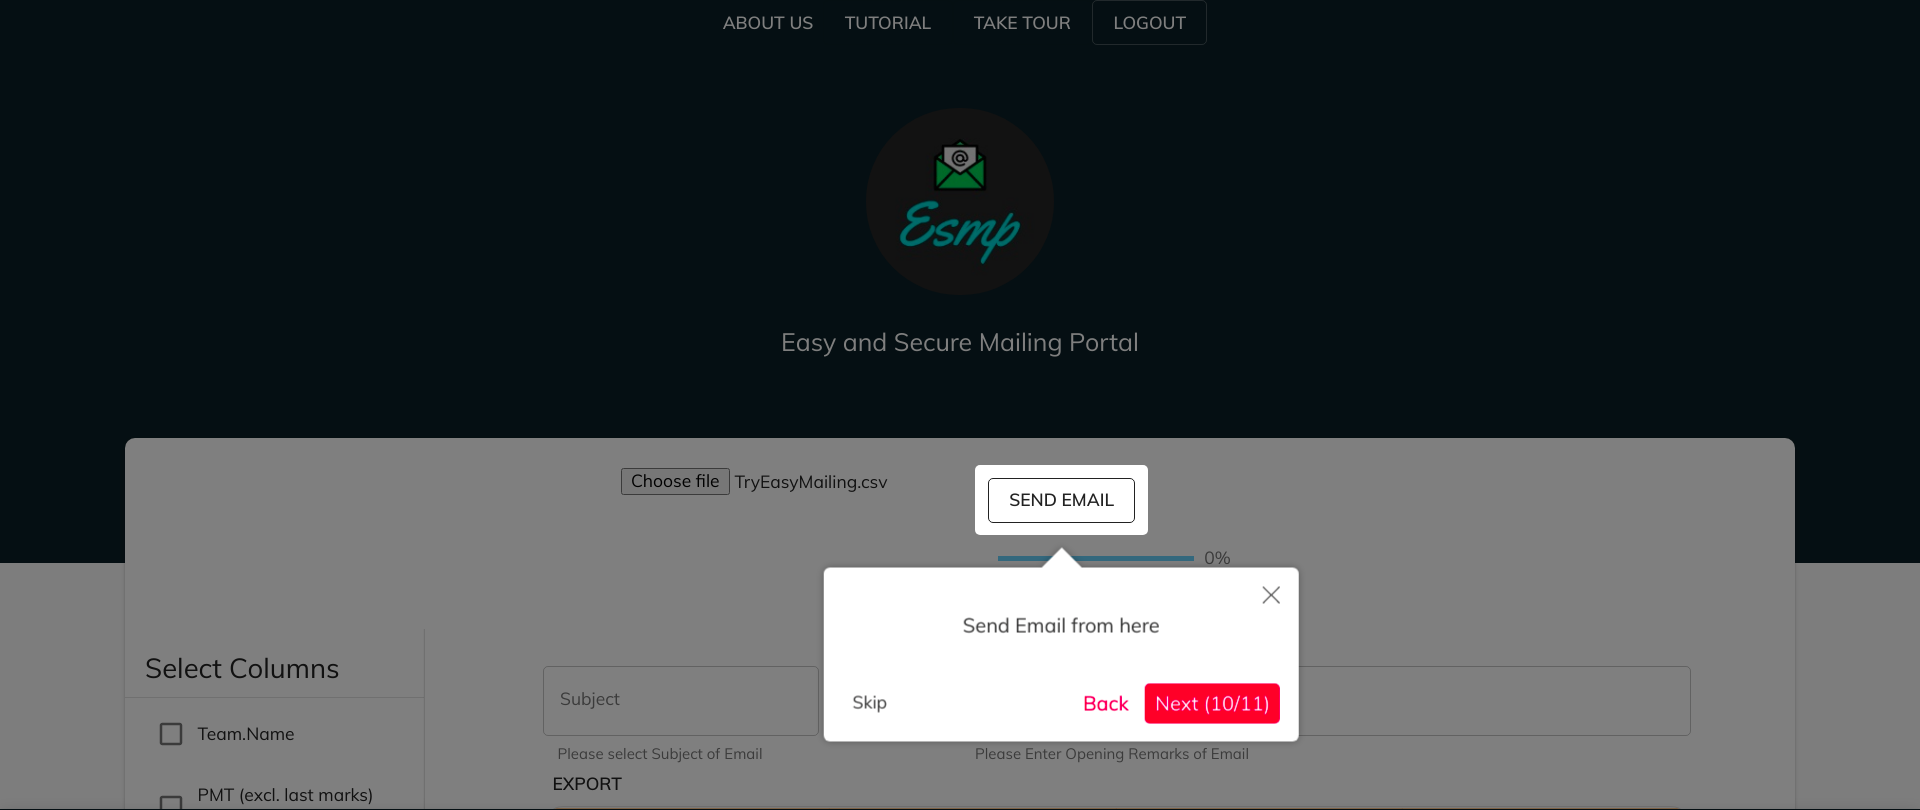 ABOUT US TUTORIAL TAKE TOUR LOGOUT
@
Esmp
Easy and Secure Mailing Portal
Choose file TryEasyMailing.csv
SEND EMAIL
0%
Send Email from here
Skip Back Next (10/11)
Select Columns
Team.Name
PMT (excl. last marks)
Subject
Please select Subject of Email
Please Enter Opening Remarks of Email
EXPORT